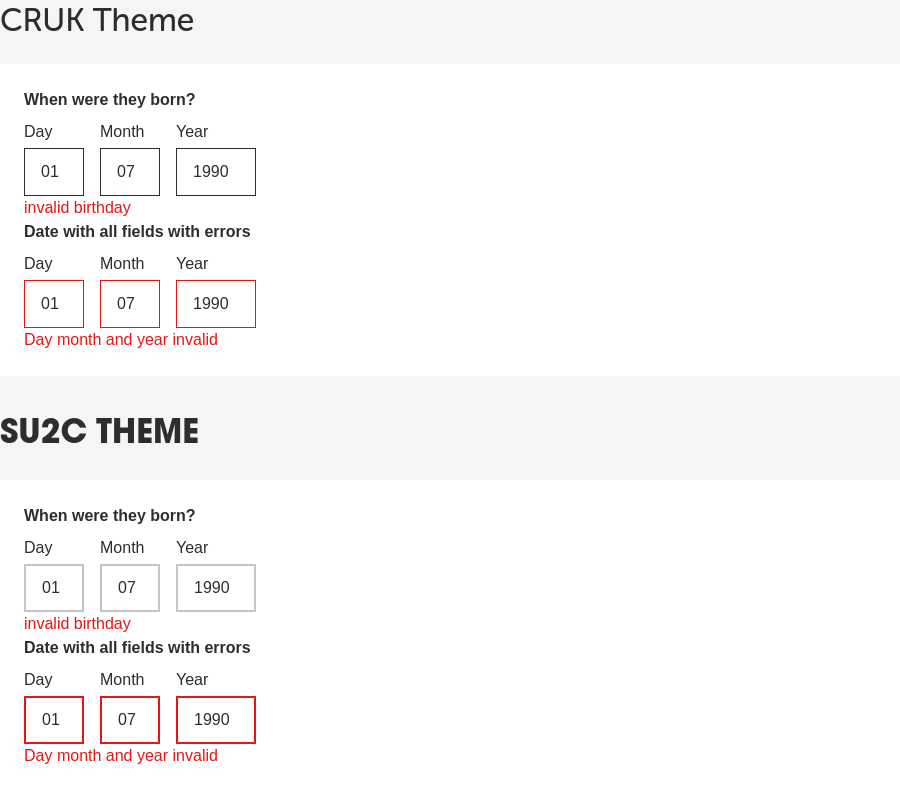 CRUK Theme
When were they born?
Day Month Year
01 07 1990
invalid birthday
Date with all fields with errors
Day Month Year
01 07 1990
Day month and year invalid
SU2C THEME
When were they born?
Day Month Year
01 07 1990
invalid birthday
Date with all fields with errors
Day Month Year
01 07 1990
Day month and year invalid